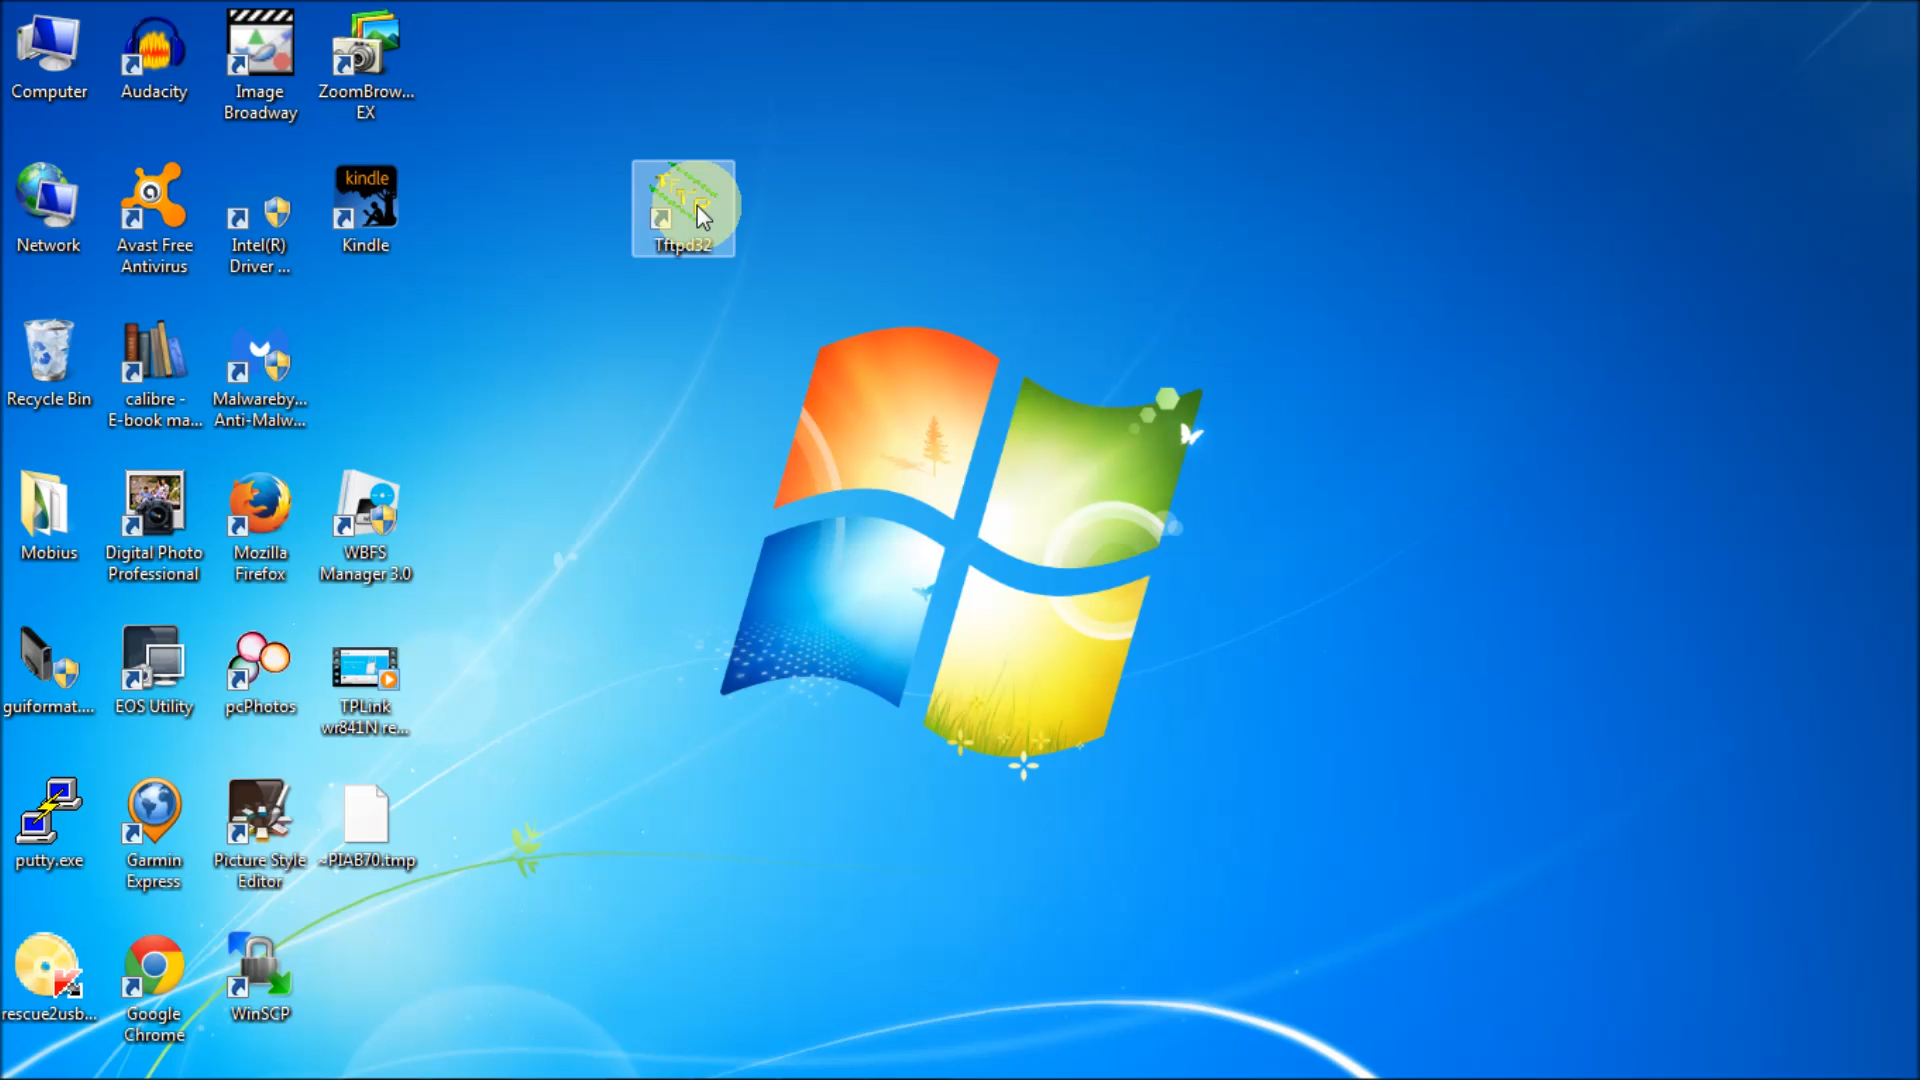 Computer
Audacity
Image
Broadway
ZoomBrow...
EX
Network
Avast Free
Antivirus
Intel(R)
Driver ...
kindle
Kindle
TFTP
Tftpd32
Recycle Bin
calibre -
E-book ma...
Malwareby...
Anti-Malw...
Mobius
Digital Photo
Professional
Mozilla
Firefox
WBFS
Manager 3.0
guiformat....
EOS Utility
pcPhotos
TPLink
wr841N re...
putty.exe
Garmin
Express
Picture Style
Editor
~PIAB70.tmp
rescue2usb...
Google
Chrome
WinSCP